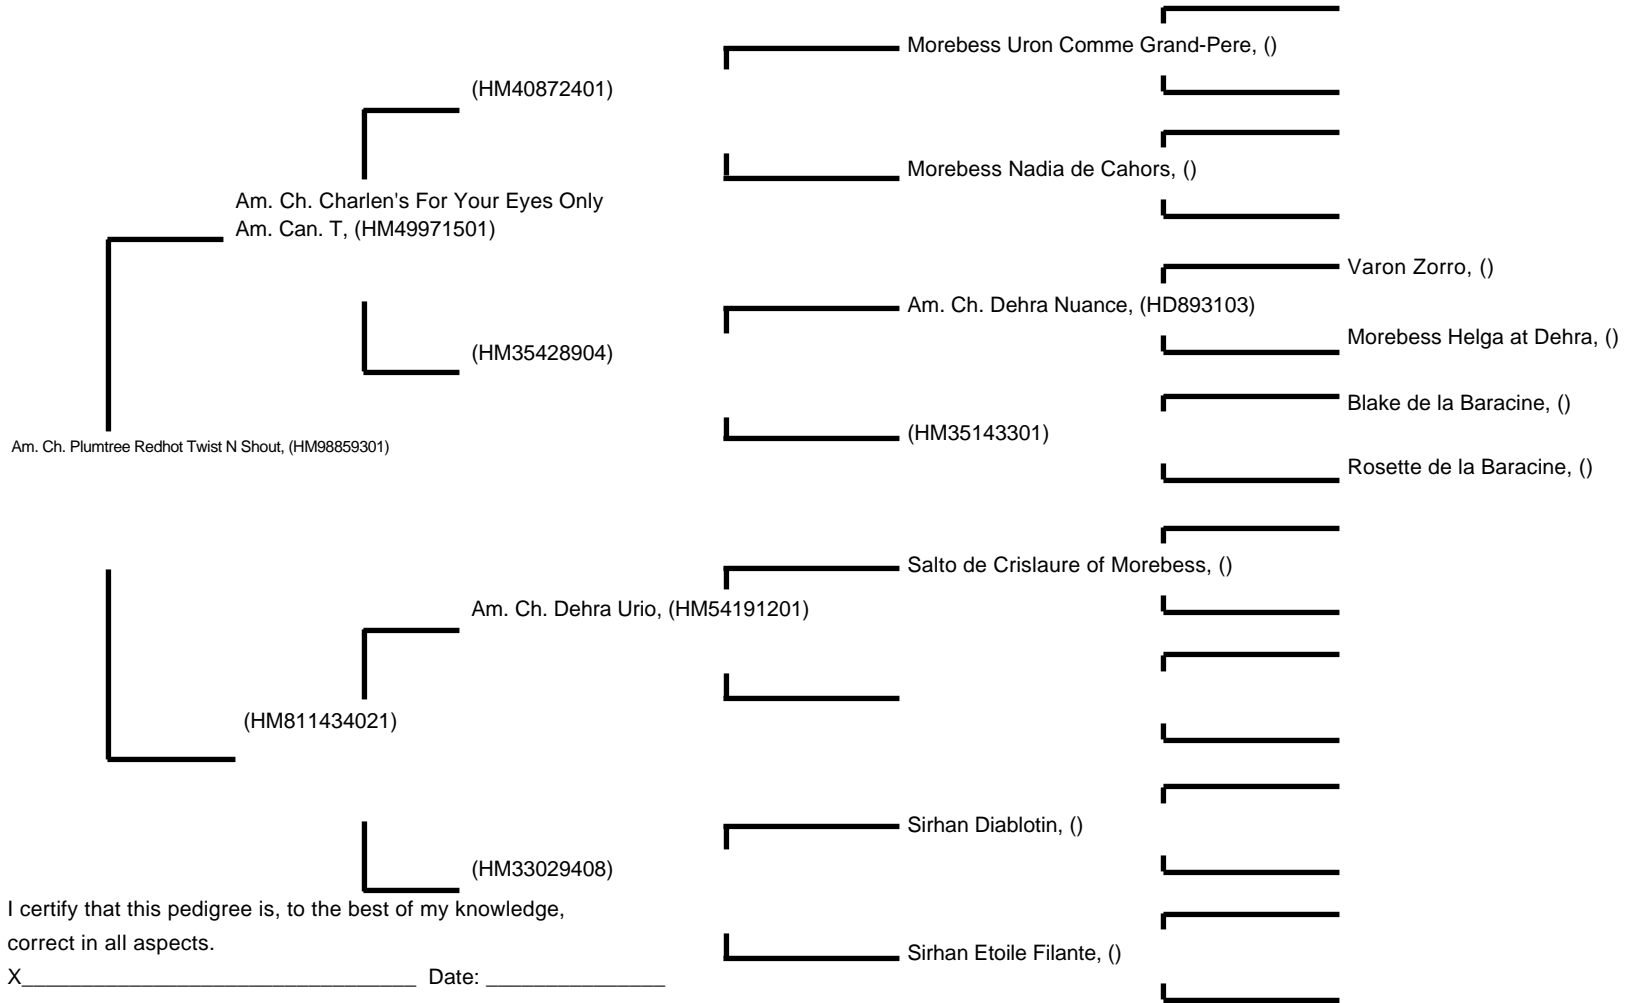 Morebess Uron Comme Grand-Pere, ()
(HM40872401)
Morebess Nadia de Cahors, ()
Am. Ch. Charlen's For Your Eyes Only
Am. Can. T, (HM49971501)
Varon Zorro, ()
Am. Ch. Dehra Nuance, (HD893103)
Morebess Helga at Dehra, ()
(HM35428904)
Blake de la Baracine, ()
(HM35143301)
Am. Ch. Plumtree Redhot Twist N Shout, (HM98859301)
Rosette de la Baracine, ()
Salto de Crislaure of Morebess, ()
Am. Ch. Dehra Urio, (HM54191201)
(HM811434021)
Sirhan Diablotin, ()
(HM33029408)
I certify that this pedigree is, to the best of my knowledge,
correct in all aspects.
Sirhan Etoile Filante, ()
X_________________________________ Date: _______________